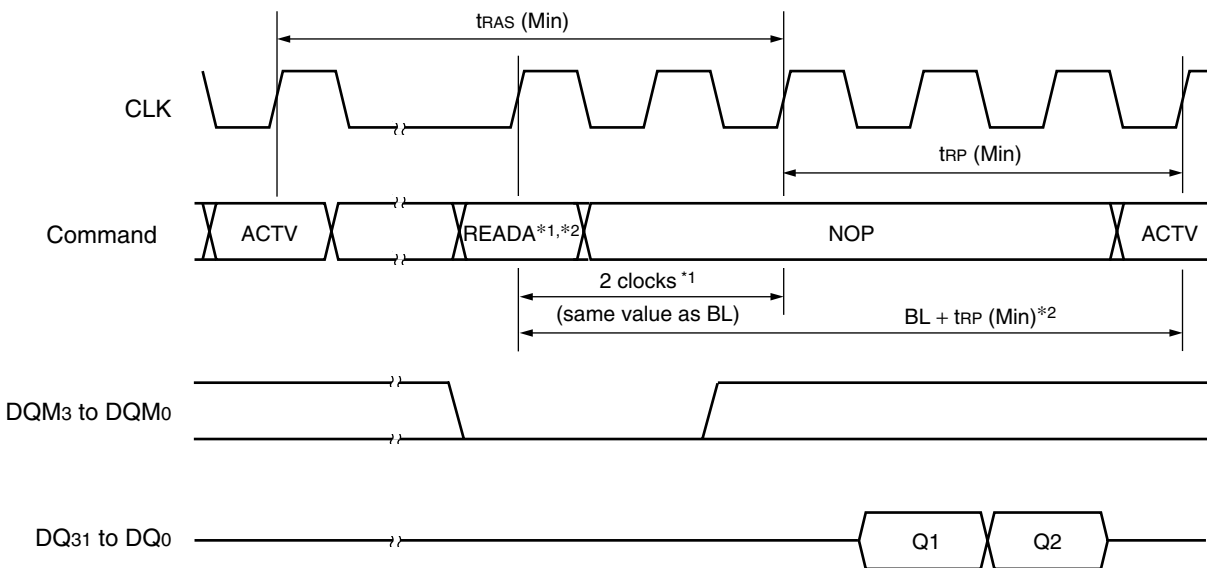 tRAS (Min)
CLK
tRP (Min)
Command
ACTV
READA*1,*2
NOP
ACTV
2 clocks *1
(same value as BL)
BL + tRP (Min)*2
DQM3 to DQM0
DQ31 to DQ0
Q1
Q2